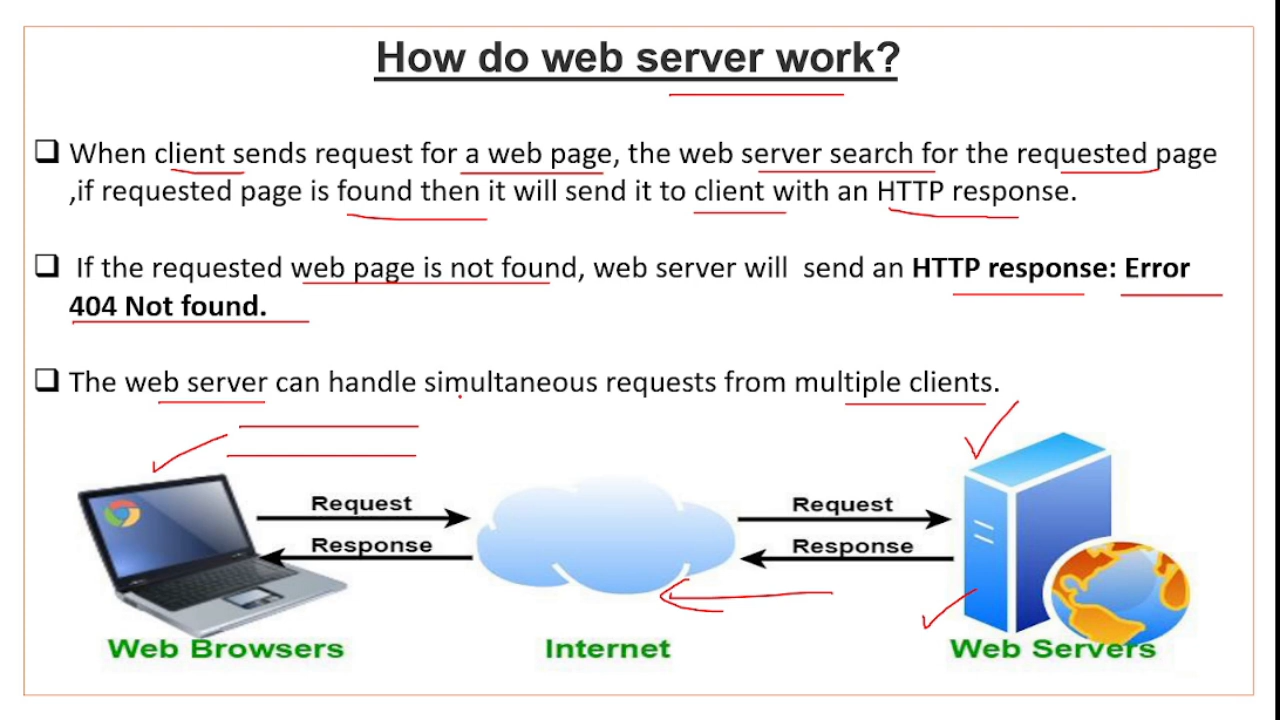 How do web server work?
❑ When client sends request for a web page, the web server search for the requested page
,if requested page is found then it will send it to client with an HTTP response.
❑ If the requested web page is not found, web server will send an HTTP response: Error
404 Not found.
❑ The web server can handle simultaneous requests from multiple clients.
Request Request
Response Response
Web Browsers Internet Web Servers